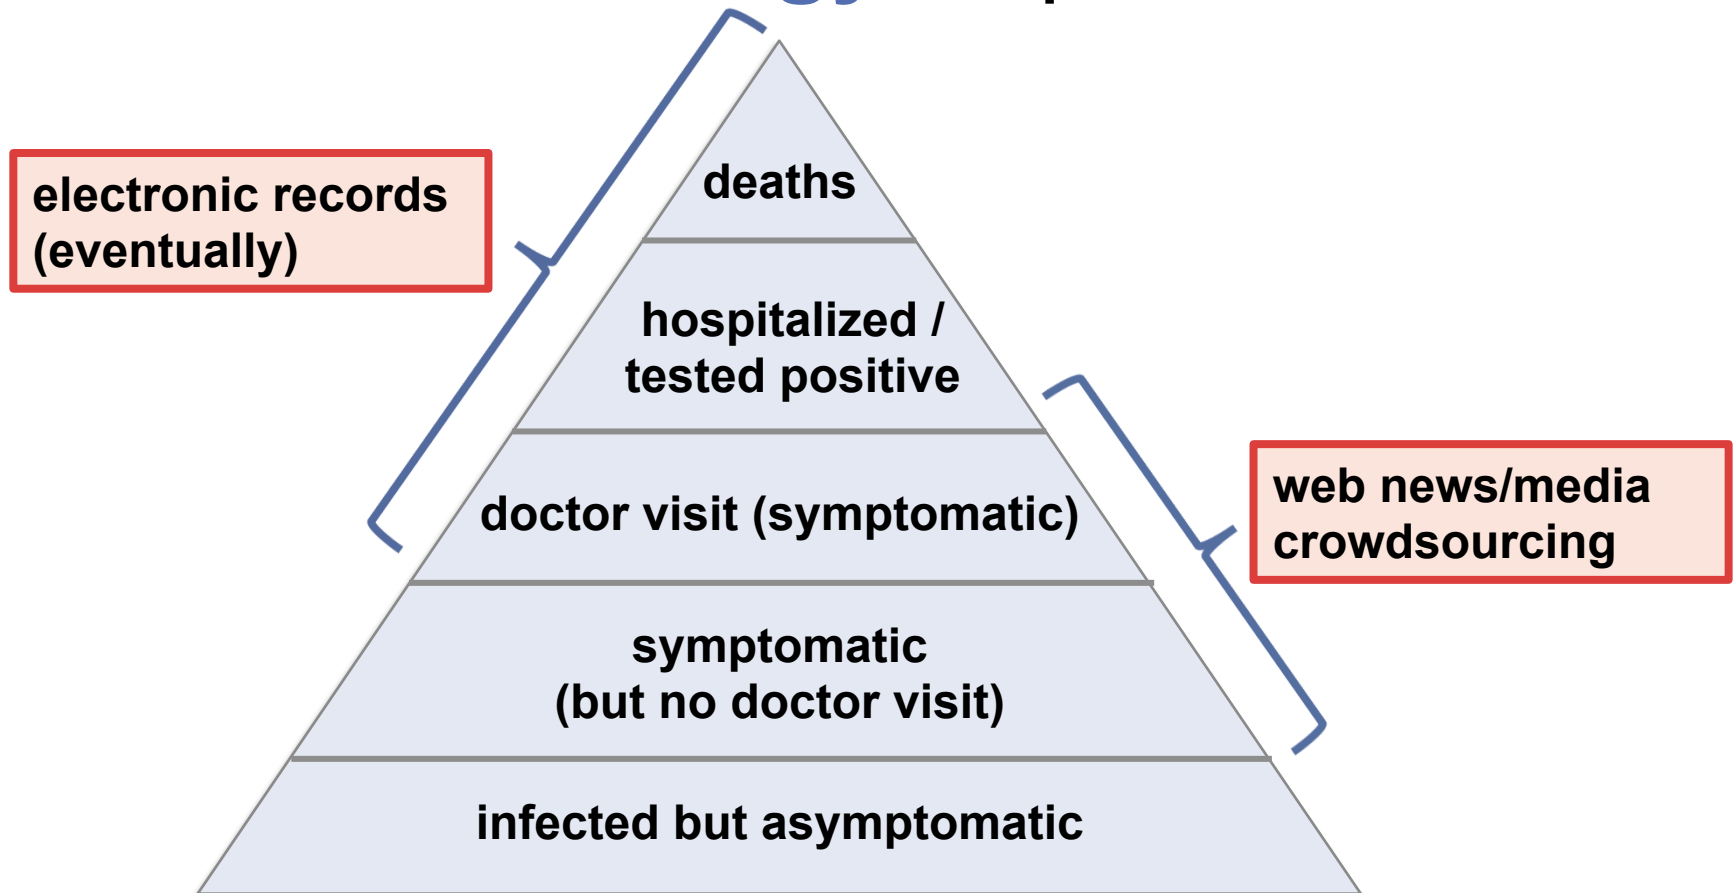 deaths
electronic records
(eventually)
hospitalized /
tested positive
doctor visit (symptomatic)
web news/media
crowdsourcing
symptomatic
(but no doctor visit)
infected but asymptomatic